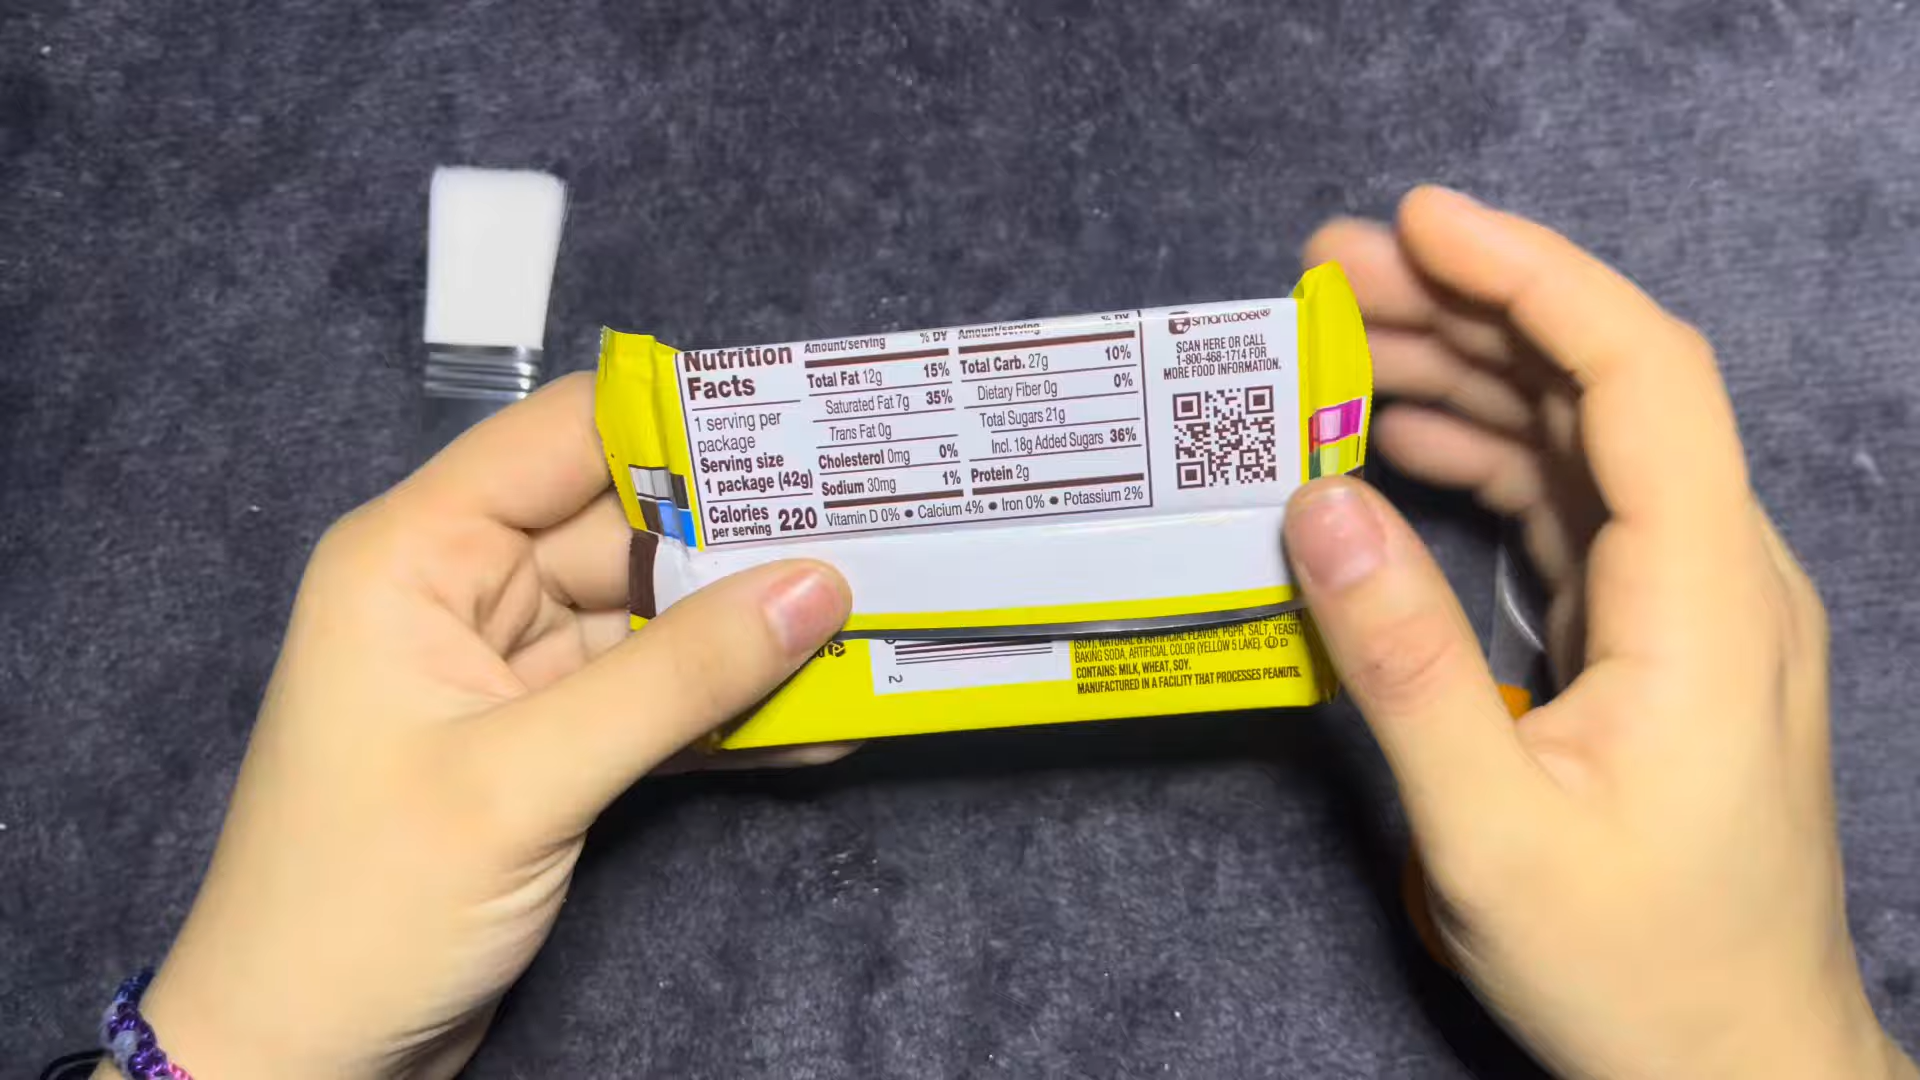 Nutrition
Facts
1 serving per
package
Serving size
1 package (42g)
Calories
per serving 220
Amount/serving % DV
Total Fat 12g 15%
Saturated Fat 7g 35%
Trans Fat 0g
Cholesterol 0mg 0%
Sodium 30mg 1%
Amount/serving % DV
Total Carb. 27g 10%
Dietary Fiber 0g 0%
Total Sugars 21g
Incl. 18g Added Sugars 36%
Protein 2g
Vitamin D 0% • Calcium 4% • Iron 0% • Potassium 2%
smartlabel®
SCAN HERE OR CALL
1-800-468-1714 FOR
MORE FOOD INFORMATION.
2
(SOY), NATURAL & ARTIFICIAL FLAVOR, PGPR, SALT, YEAST,
BAKING SODA, ARTIFICIAL COLOR (YELLOW 5 LAKE). Ⓤ D
CONTAINS: MILK, WHEAT, SOY.
MANUFACTURED IN A FACILITY THAT PROCESSES PEANUTS.